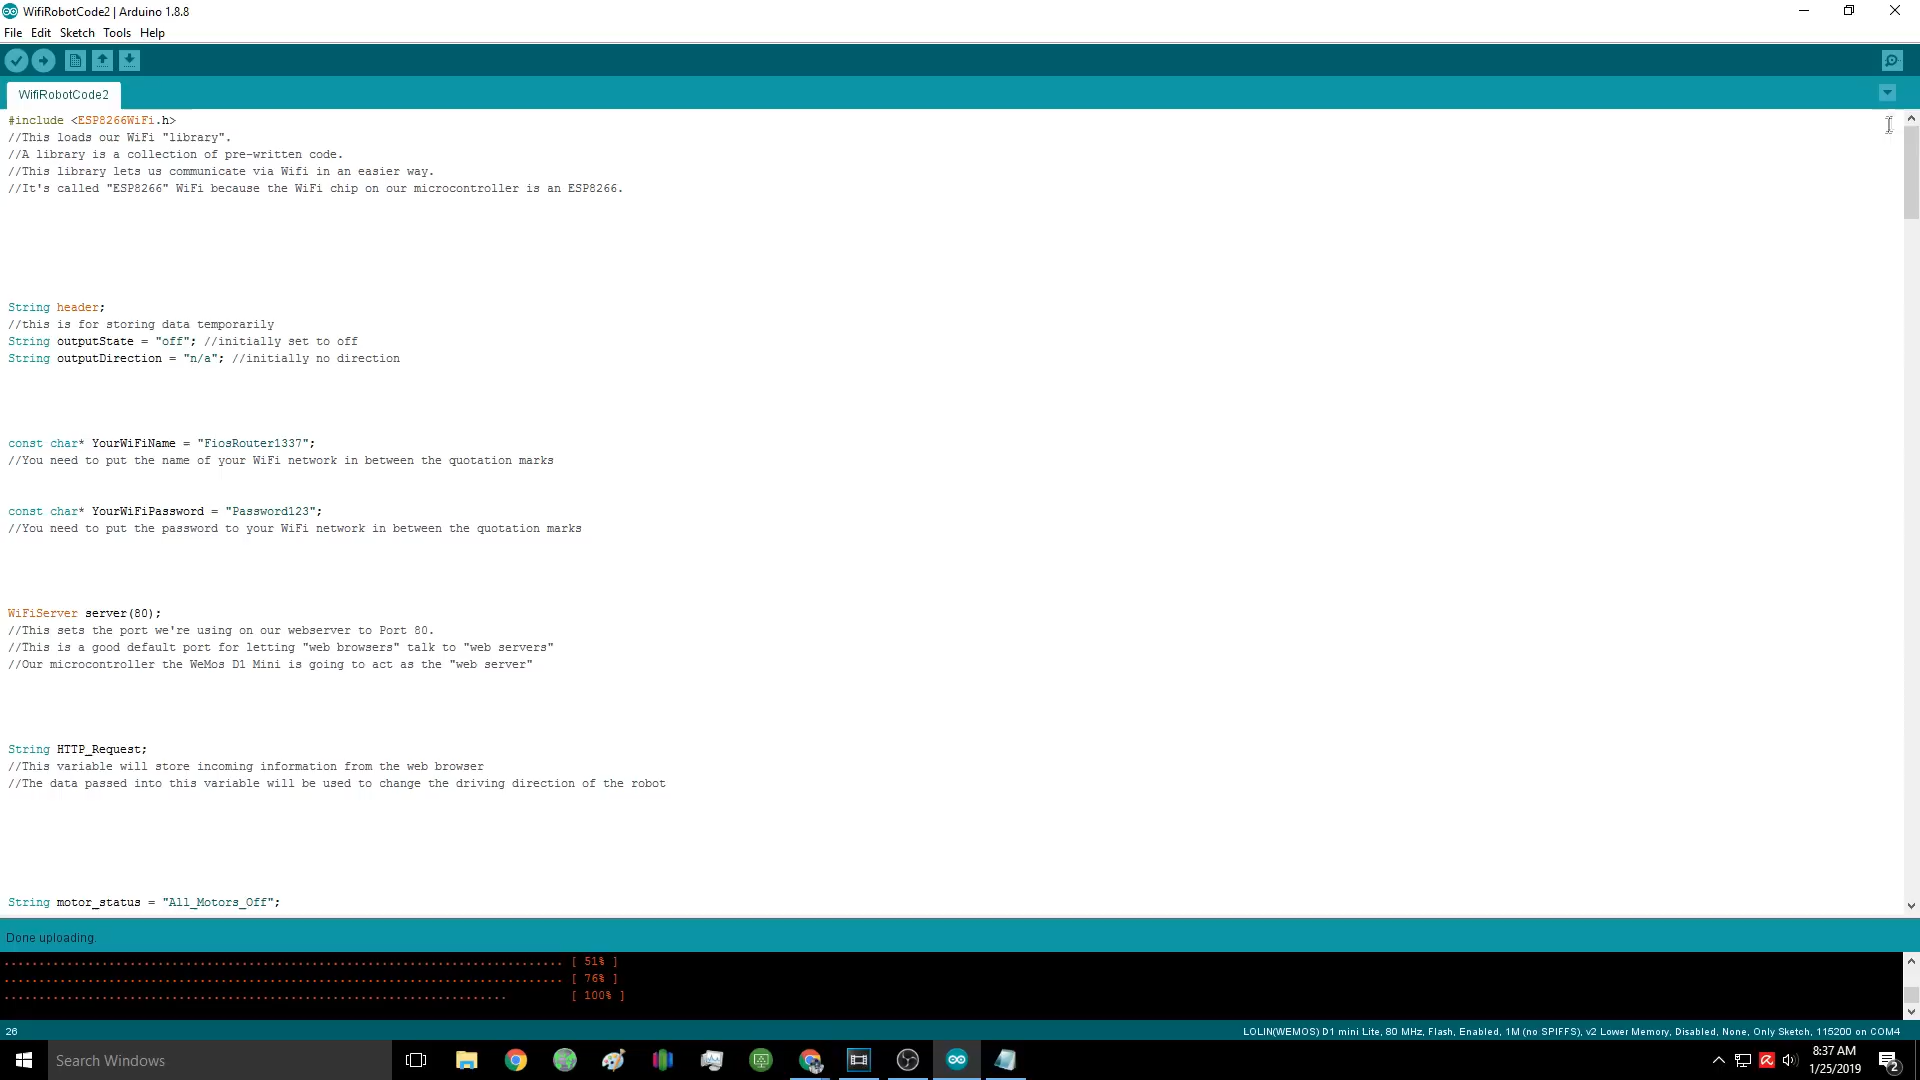 WifiRobotCode2 | Arduino 1.8.8
File Edit Sketch Tools Help
WifiRobotCode2
#include <ESP8266WiFi.h>
//This loads our WiFi "library".
//A library is a collection of pre-written code.
//This library lets us communicate via Wifi in an easier way.
//It's called "ESP8266" WiFi because the WiFi chip on our microcontroller is an ESP8266.
String header;
//this is for storing data temporarily
String outputState = "off"; //initially set to off
String outputDirection = "n/a"; //initially no direction
const char* YourWiFiName = "FiosRouter1337";
//You need to put the name of your WiFi network in between the quotation marks
const char* YourWiFiPassword = "Password123";
//You need to put the password to your WiFi network in between the quotation marks
WiFiServer server(80);
//This sets the port we're using on our webserver to Port 80.
//This is a good default port for letting "web browsers" talk to "web servers"
//Our microcontroller the WeMos D1 Mini is going to act as the "web server"
String HTTP_Request;
//This variable will store incoming information from the web browser
//The data passed into this variable will be used to change the driving direction of the robot
String motor_status = "All_Motors_Off";
Done uploading.
................................................................................ [ 51% ]
................................................................................ [ 76% ]
........................................................................ [ 100% ]
26 LOLIN(WEMOS) D1 mini Lite, 80 MHz, Flash, Enabled, 1M (no SPIFFS), v2 Lower Memory, Disabled, None, Only Sketch, 115200 on COM4
Search Windows
8:37 AM
1/25/2019
2